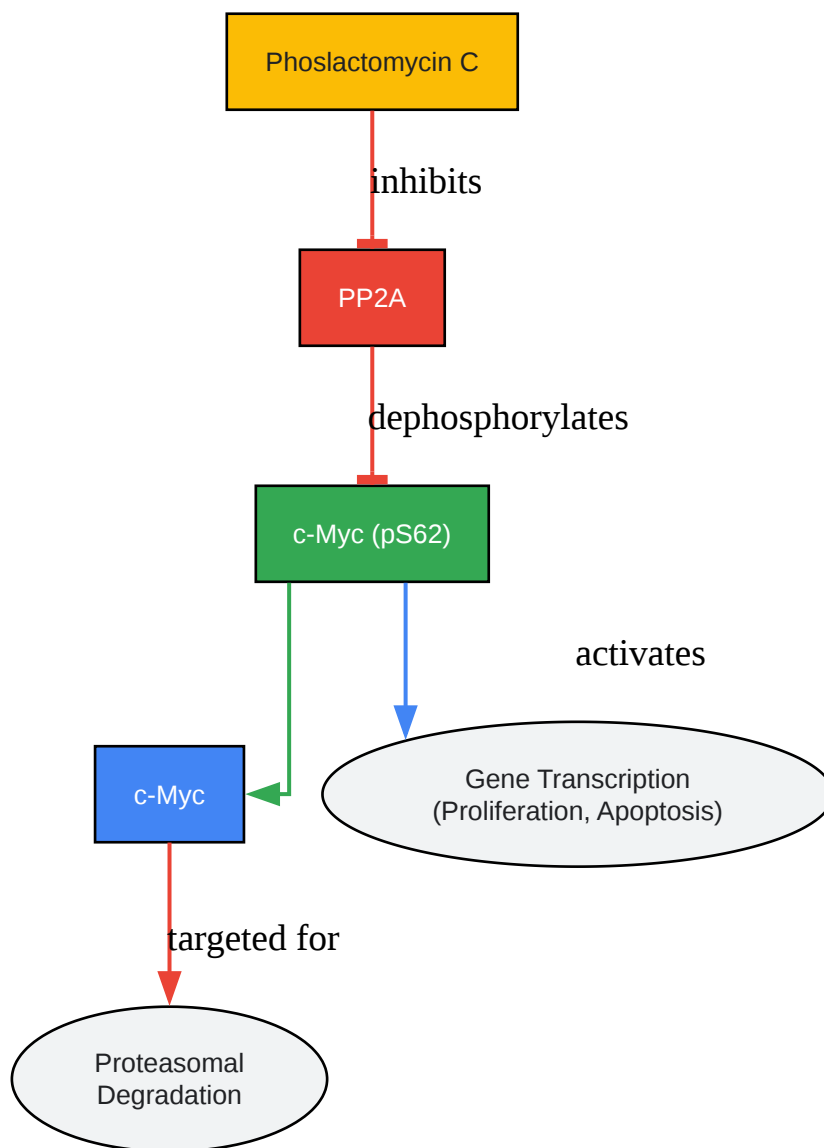 Phoslactomycin C
inhibits
PP2A
dephosphorylates
c-Myc (pS62)
activates
c-Myc
Gene Transcription
(Proliferation, Apoptosis)
targeted for
Proteasomal
Degradation